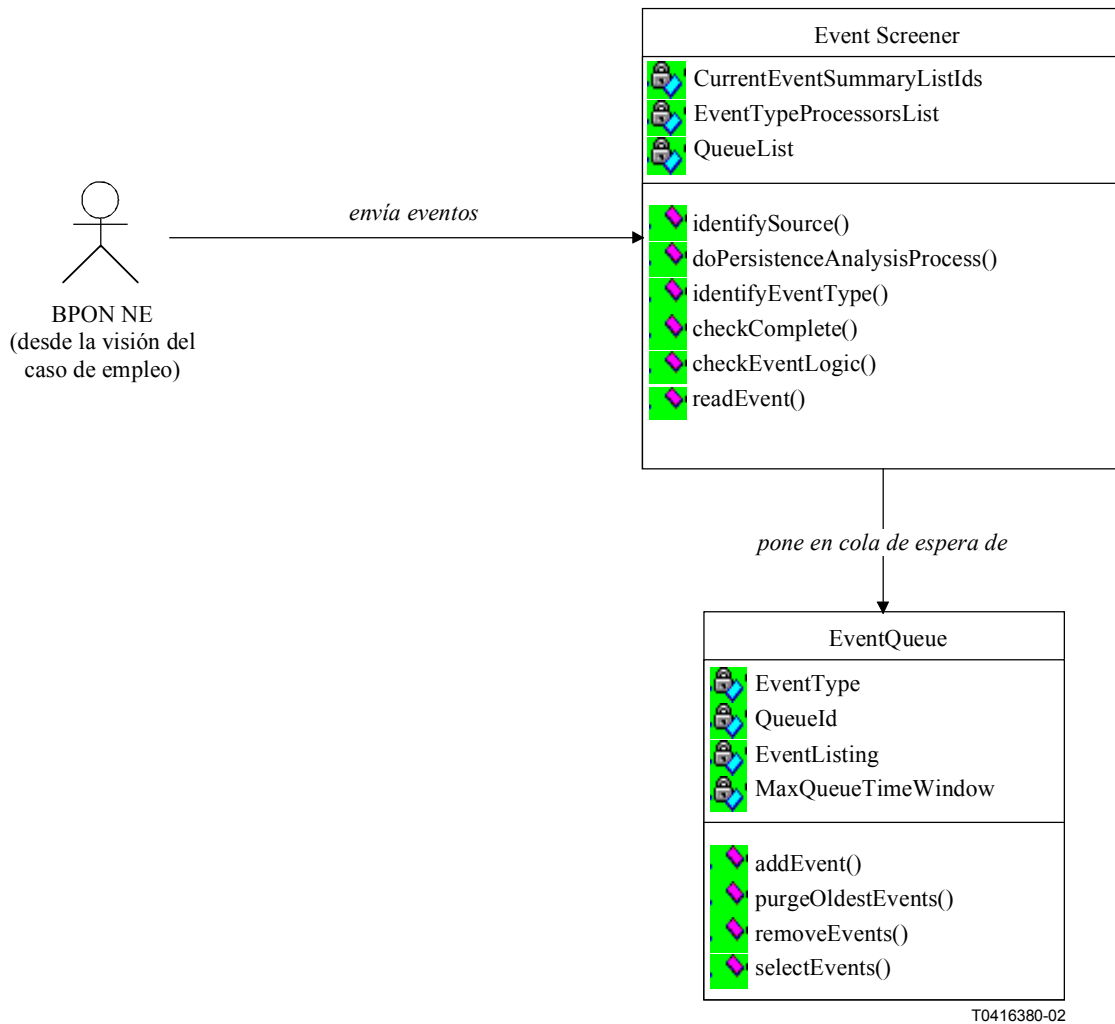 Event Screener
CurrentEventSummaryListIds
EventTypeProcessorsList
QueueList
identifySource()
doPersistenceAnalysisProcess()
identifyEventType()
checkComplete()
checkEventLogic()
readEvent()
envía eventos
BPON NE
(desde la visión del
caso de empleo)
pone en cola de espera de
EventQueue
EventType
QueueId
EventListing
MaxQueueTimeWindow
addEvent()
purgeOldestEvents()
removeEvents()
selectEvents()
T0416380-02